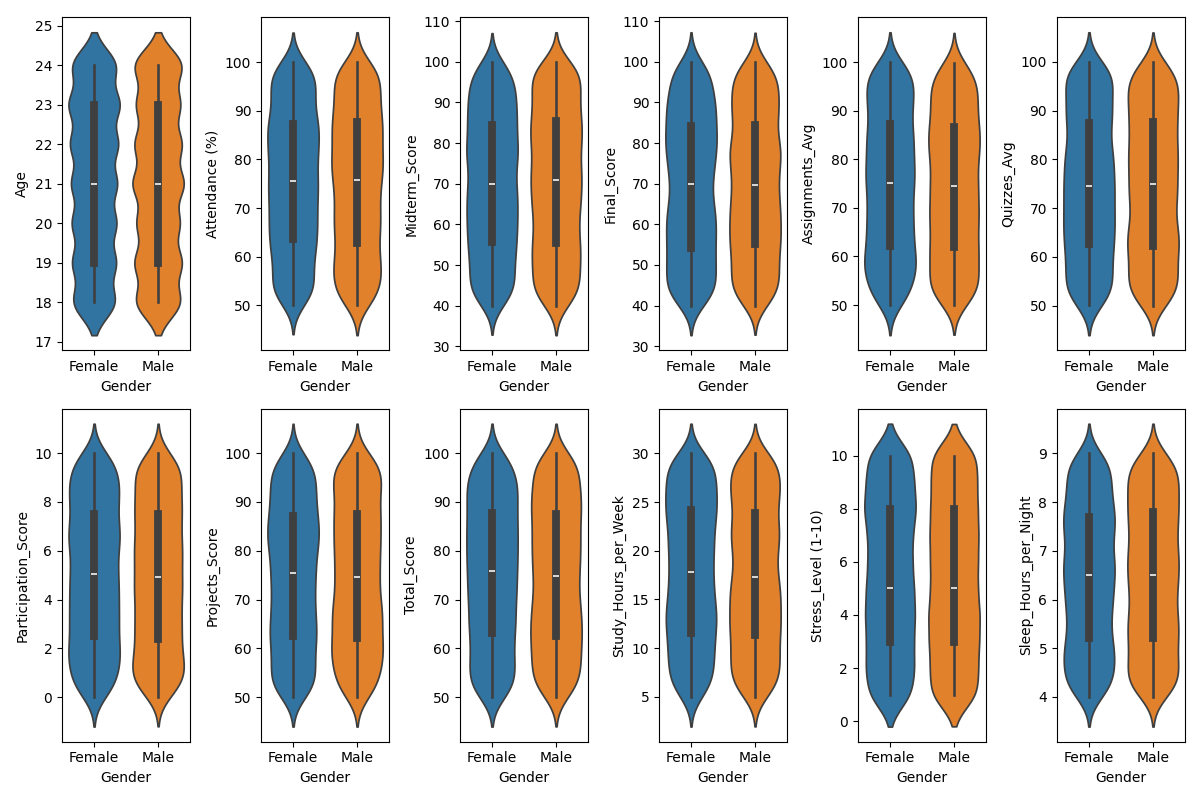 Age
25
24
23
22
21
20
19
18
17
Female Male
Gender
Attendance (%)
100
90
80
70
60
50
Female Male
Gender
Midterm_Score
110
100
90
80
70
60
50
40
30
Female Male
Gender
Final_Score
110
100
90
80
70
60
50
40
30
Female Male
Gender
Assignments_Avg
100
90
80
70
60
50
Female Male
Gender
Quizzes_Avg
100
90
80
70
60
50
Female Male
Gender
Participation_Score
10
8
6
4
2
0
Female Male
Gender
Projects_Score
100
90
80
70
60
50
Female Male
Gender
Total_Score
100
90
80
70
60
50
Female Male
Gender
Study_Hours_per_Week
30
25
20
15
10
5
Female Male
Gender
Stress_Level (1-10)
10
8
6
4
2
0
Female Male
Gender
Sleep_Hours_per_Night
9
8
7
6
5
4
Female Male
Gender